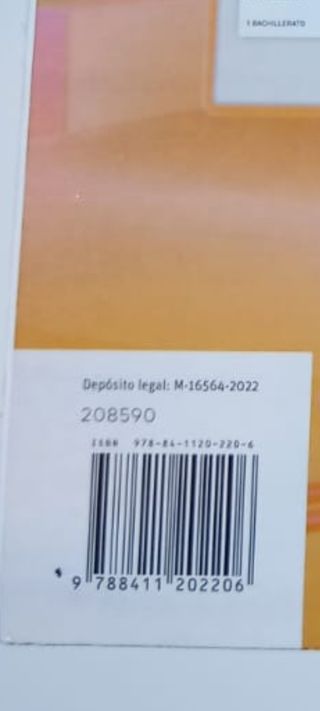 1 BACHILLERATO
Depósito legal: M-16564-2022
208590
ISBN 978-84-1120-220-6
9 788411 202206